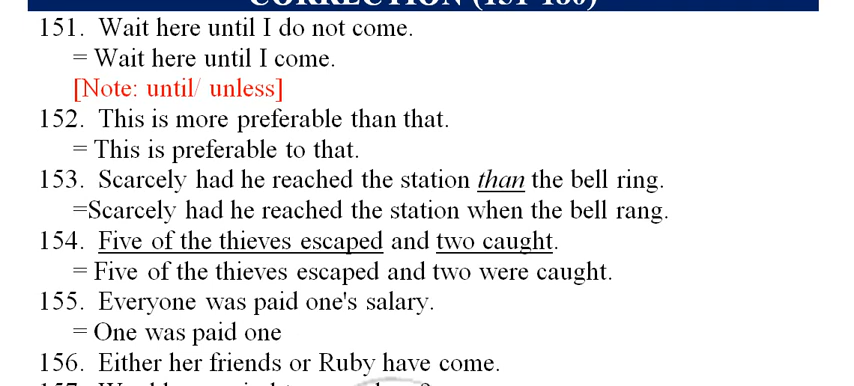 CORRECTION (151-180)
151. Wait here until I do not come.
= Wait here until I come.
[Note: until/ unless]
152. This is more preferable than that.
= This is preferable to that.
153. Scarcely had he reached the station than the bell ring.
=Scarcely had he reached the station when the bell rang.
154. Five of the thieves escaped and two caught.
= Five of the thieves escaped and two were caught.
155. Everyone was paid one's salary.
= One was paid one
156. Either her friends or Ruby have come.